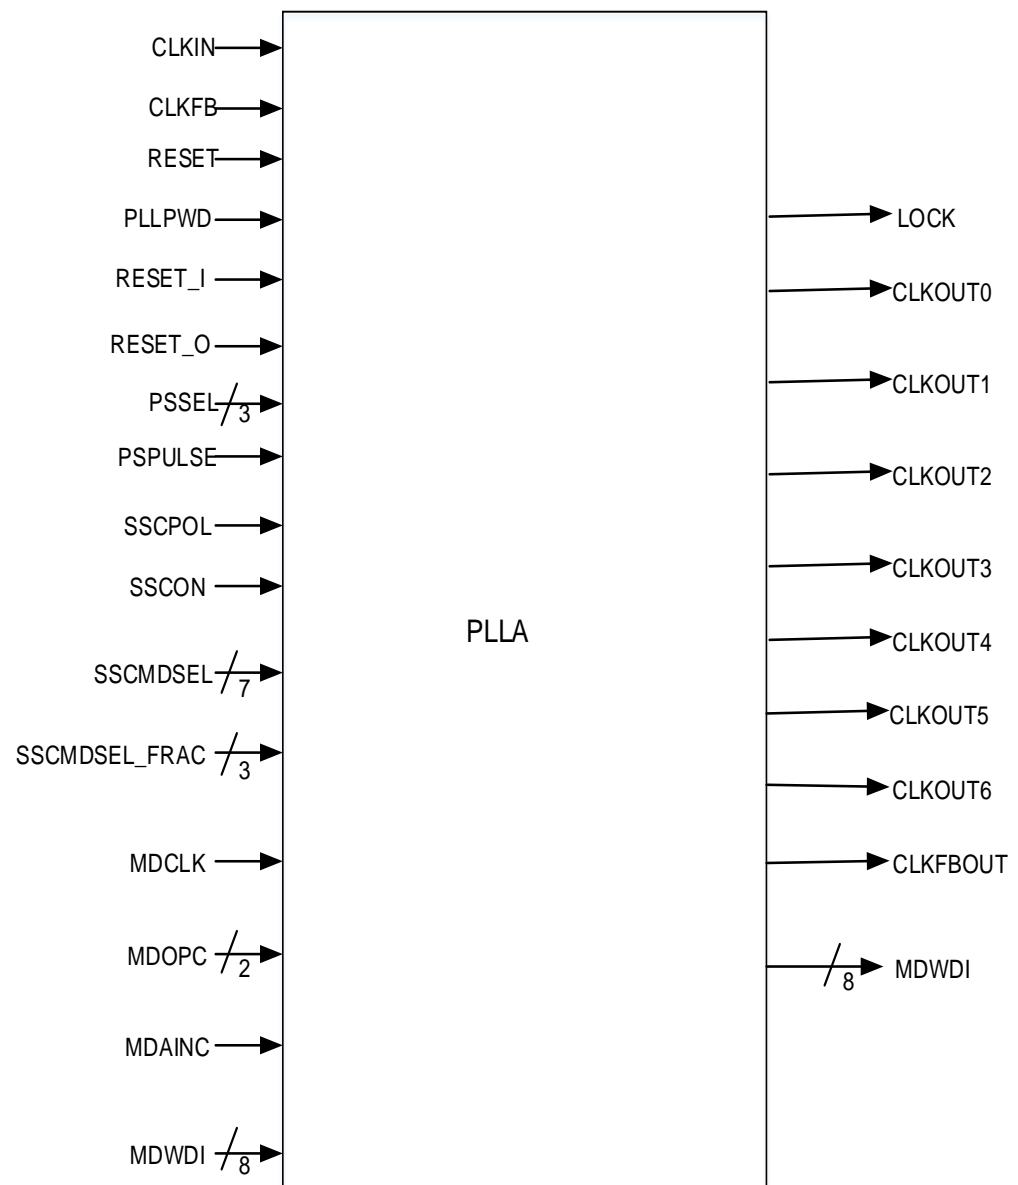 CLKIN
CLKFB
RESET
PLLPWD
RESET_I
RESET_O
PSSEL 3
PSPULSE
SSCPOL
SSCON
SSCMDSEL 7
SSCMDSEL_FRAC 3
MDCLK
MDOPC 2
MDAINC
MDWDI 8
PLLA
LOCK
CLKOUT0
CLKOUT1
CLKOUT2
CLKOUT3
CLKOUT4
CLKOUT5
CLKOUT6
CLKFBOUT
8 MDWDI